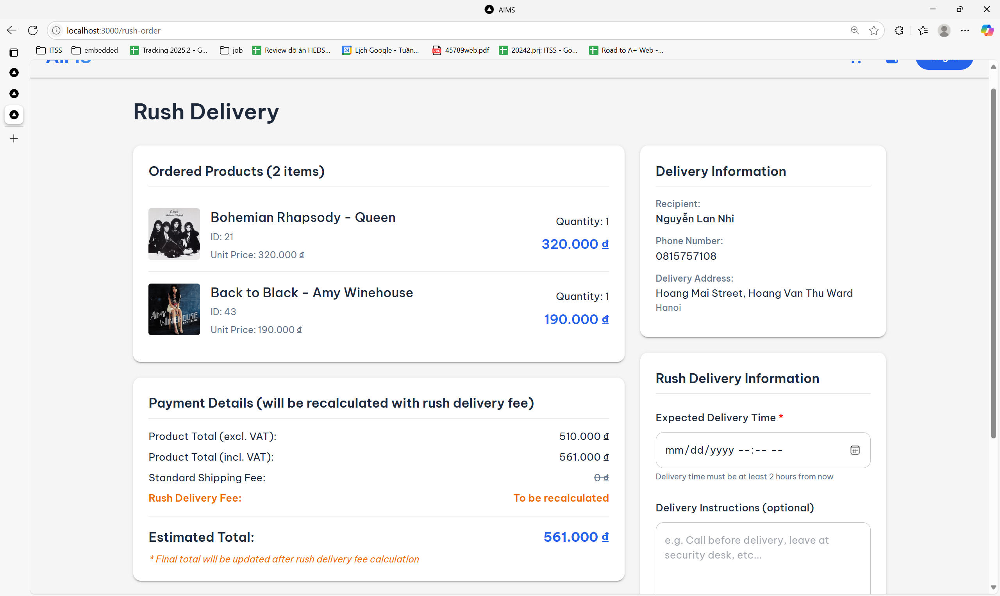 AIMS
localhost:3000/rush-order
ITSS
embedded
Tracking 2025.2 - G...
job
Review đồ án HEDS...
Lịch Google - Tuần...
45789web.pdf
20242.prj: ITSS - Go...
Road to A+ Web -...
Rush Delivery
Ordered Products (2 items)
Bohemian Rhapsody - Queen
ID: 21
Unit Price: 320.000 ₫
Quantity: 1
320.000 ₫
Back to Black - Amy Winehouse
ID: 43
Unit Price: 190.000 ₫
Quantity: 1
190.000 ₫
AMY
WINEHOUSE
BACK TO BLACK
Payment Details (will be recalculated with rush delivery fee)
Product Total (excl. VAT): 510.000 ₫
Product Total (incl. VAT): 561.000 ₫
Standard Shipping Fee: 0 ₫
Rush Delivery Fee: To be recalculated
Estimated Total: 561.000 ₫
* Final total will be updated after rush delivery fee calculation
Delivery Information
Recipient:
Nguyễn Lan Nhi
Phone Number:
0815757108
Delivery Address:
Hoang Mai Street, Hoang Van Thu Ward
Hanoi
Rush Delivery Information
Expected Delivery Time *
mm/dd/yyyy --:-- --
Delivery time must be at least 2 hours from now
Delivery Instructions (optional)
e.g. Call before delivery, leave at
security desk, etc...